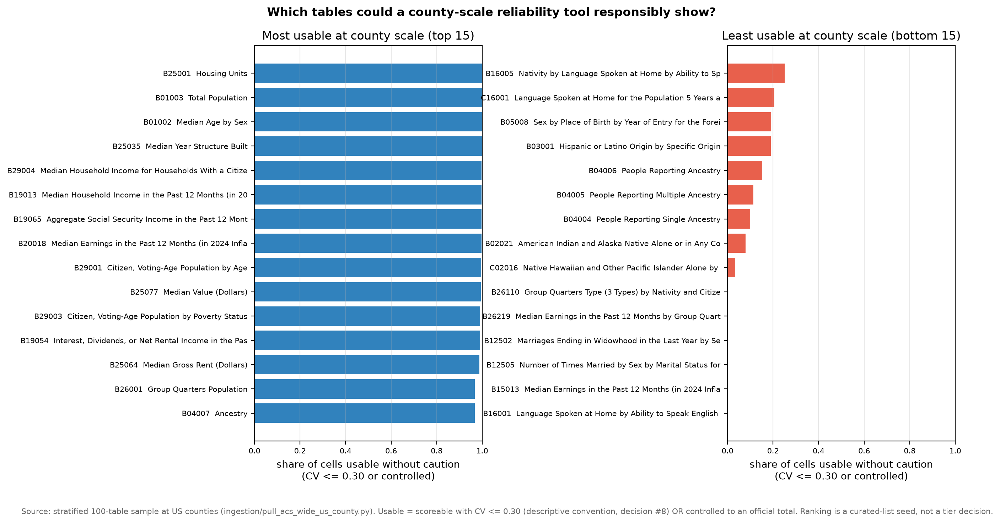 Which tables could a county-scale reliability tool responsibly show?
Most usable at county scale (top 15)
B25001  Housing Units
B01003  Total Population
B01002  Median Age by Sex
B25035  Median Year Structure Built
B29004  Median Household Income for Households With a Citize
B19013  Median Household Income in the Past 12 Months (in 20
B19065  Aggregate Social Security Income in the Past 12 Mont
B20018  Median Earnings in the Past 12 Months (in 2024 Infla
B29001  Citizen, Voting-Age Population by Age
B25077  Median Value (Dollars)
B29003  Citizen, Voting-Age Population by Poverty Status
B19054  Interest, Dividends, or Net Rental Income in the Pas
B25064  Median Gross Rent (Dollars)
B26001  Group Quarters Population
B04007  Ancestry
0.0 0.2 0.4 0.6 0.8 1.0
share of cells usable without caution
(CV <= 0.30 or controlled)
Least usable at county scale (bottom 15)
B16005  Nativity by Language Spoken at Home by Ability to Sp
C16001  Language Spoken at Home for the Population 5 Years a
B05008  Sex by Place of Birth by Year of Entry for the Forei
B03001  Hispanic or Latino Origin by Specific Origin
B04006  People Reporting Ancestry
B04005  People Reporting Multiple Ancestry
B04004  People Reporting Single Ancestry
B02021  American Indian and Alaska Native Alone or in Any Co
C02016  Native Hawaiian and Other Pacific Islander Alone by
B26110  Group Quarters Type (3 Types) by Nativity and Citize
B26219  Median Earnings in the Past 12 Months by Group Quart
B12502  Marriages Ending in Widowhood in the Last Year by Se
B12505  Number of Times Married by Sex by Marital Status for
B15013  Median Earnings in the Past 12 Months (in 2024 Infla
B16001  Language Spoken at Home by Ability to Speak English
0.0 0.2 0.4 0.6 0.8 1.0
share of cells usable without caution
(CV <= 0.30 or controlled)
Source: stratified 100-table sample at US counties (ingestion/pull_acs_wide_us_county.py). Usable = scoreable with CV <= 0.30 (descriptive convention, decision #8) OR controlled to an official total. Ranking is a curated-list seed, not a tier decision.